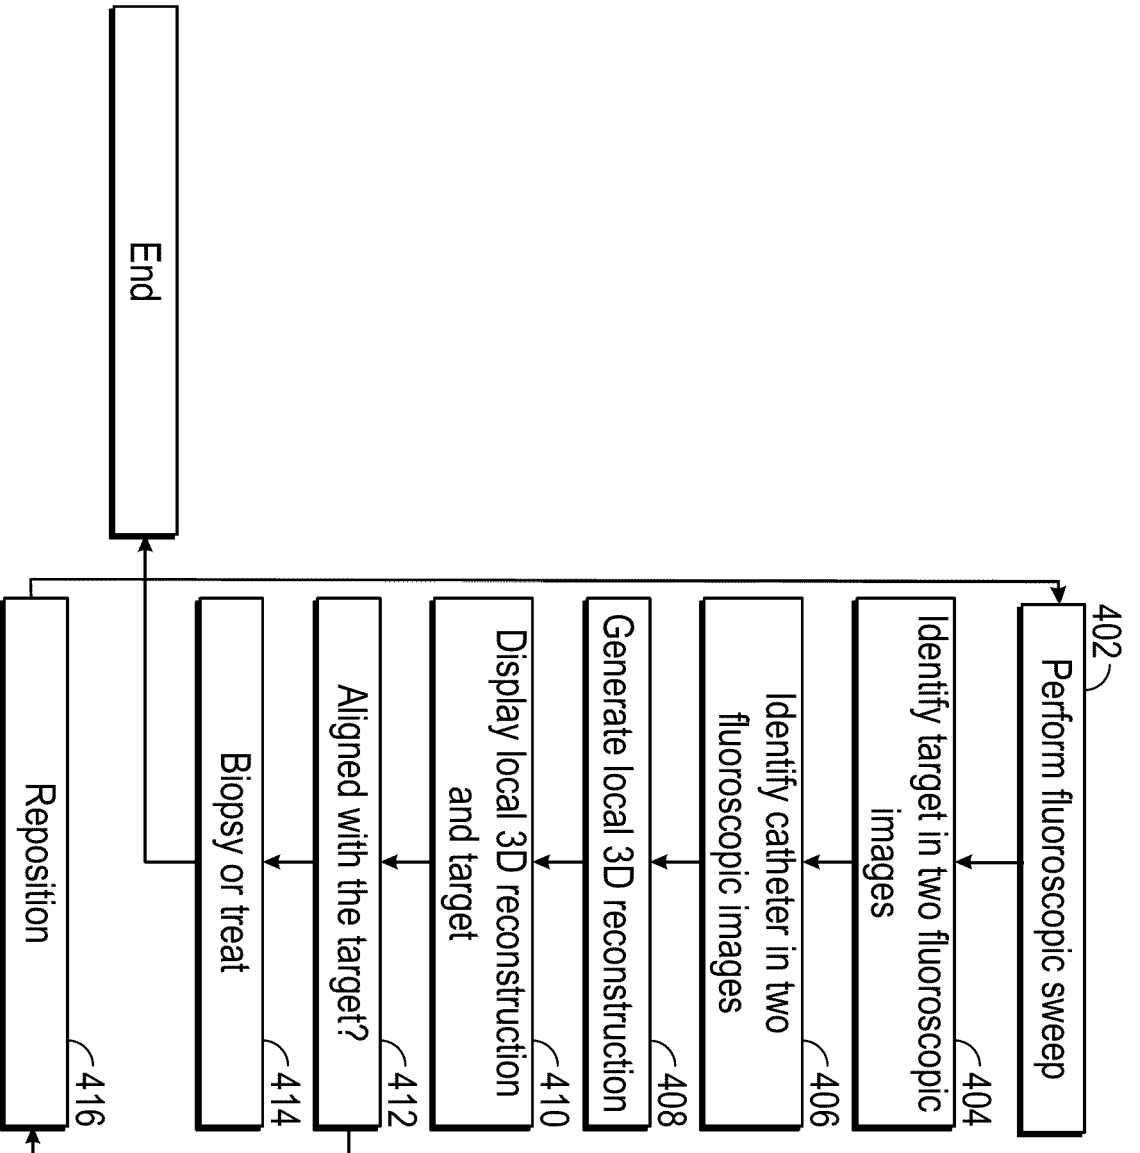 402
Perform fluoroscopic sweep
404
Identify target in two fluoroscopic
images
406
Identify catheter in two
fluoroscopic images
408
Generate local 3D reconstruction
410
Display local 3D reconstruction
and target
412
Aligned with the target?
414
Biopsy or treat
End
416
Reposition